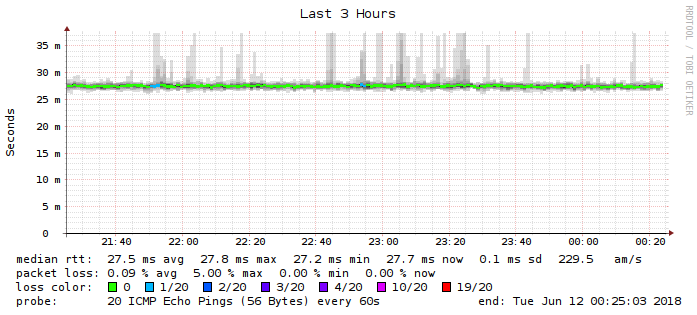 Last 3 Hours
RRDTOOL / TOBI OETIKER
Seconds
35 m
30 m
25 m
20 m
15 m
10 m
5 m
0
21:40 22:00 22:20 22:40 23:00 23:20 23:40 00:00 00:20
median rtt: 27.5 ms avg 27.8 ms max 27.2 ms min 27.7 ms now 0.1 ms sd 229.5 am/s
packet loss: 0.09 % avg 5.00 % max 0.00 % min 0.00 % now
loss color: 0 1/20 2/20 3/20 4/20 10/20 19/20
probe: 20 ICMP Echo Pings (56 Bytes) every 60s end: Tue Jun 12 00:25:03 2018